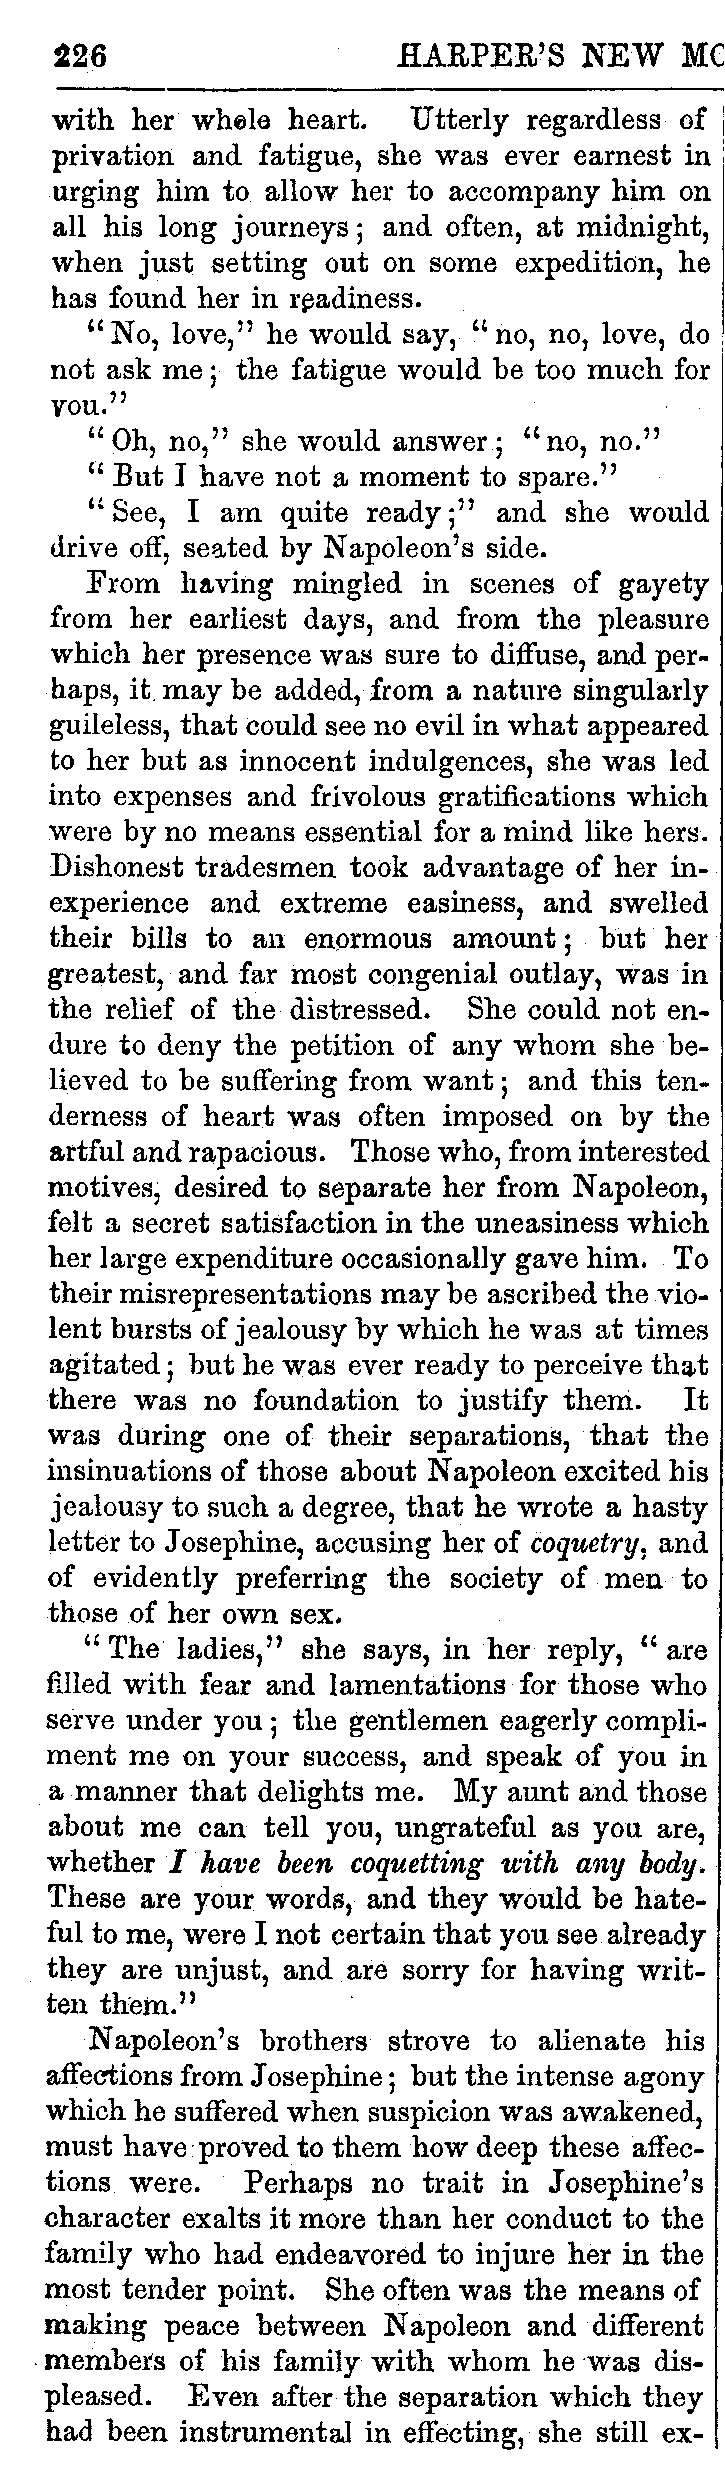 226 HARPER'S NEW MO
with her whole heart. Utterly regardless of
privation and fatigue, she was ever earnest in
urging him to allow her to accompany him on
all his long journeys; and often, at midnight,
when just setting out on some expedition, he
has found her in readiness.
"No, love," he would say, "no, no, love, do
not ask me; the fatigue would be too much for
you."
"Oh, no," she would answer; "no, no."
"But I have not a moment to spare."
"See, I am quite ready;" and she would
drive off, seated by Napoleon's side.
From having mingled in scenes of gayety
from her earliest days, and from the pleasure
which her presence was sure to diffuse, and per-
haps, it may be added, from a nature singularly
guileless, that could see no evil in what appeared
to her but as innocent indulgences, she was led
into expenses and frivolous gratifications which
were by no means essential for a mind like hers.
Dishonest tradesmen took advantage of her in-
experience and extreme easiness, and swelled
their bills to an enormous amount; but her
greatest, and far most congenial outlay, was in
the relief of the distressed. She could not en-
dure to deny the petition of any whom she be-
lieved to be suffering from want; and this ten-
derness of heart was often imposed on by the
artful and rapacious. Those who, from interested
motives, desired to separate her from Napoleon,
felt a secret satisfaction in the uneasiness which
her large expenditure occasionally gave him. To
their misrepresentations may be ascribed the vio-
lent bursts of jealousy by which he was at times
agitated; but he was ever ready to perceive that
there was no foundation to justify them. It
was during one of their separations, that the
insinuations of those about Napoleon excited his
jealousy to such a degree, that he wrote a hasty
letter to Josephine, accusing her of coquetry, and
of evidently preferring the society of men to
those of her own sex.
"The ladies," she says, in her reply, "are
filled with fear and lamentations for those who
serve under you; the gentlemen eagerly compli-
ment me on your success, and speak of you in
a manner that delights me. My aunt and those
about me can tell you, ungrateful as you are,
whether I have been coquetting with any body.
These are your words, and they would be hate-
ful to me, were I not certain that you see already
they are unjust, and are sorry for having writ-
ten them."
Napoleon's brothers strove to alienate his
affections from Josephine; but the intense agony
which he suffered when suspicion was awakened,
must have proved to them how deep these affec-
tions were. Perhaps no trait in Josephine's
character exalts it more than her conduct to the
family who had endeavored to injure her in the
most tender point. She often was the means of
making peace between Napoleon and different
members of his family with whom he was dis-
pleased. Even after the separation which they
had been instrumental in effecting, she still ex-